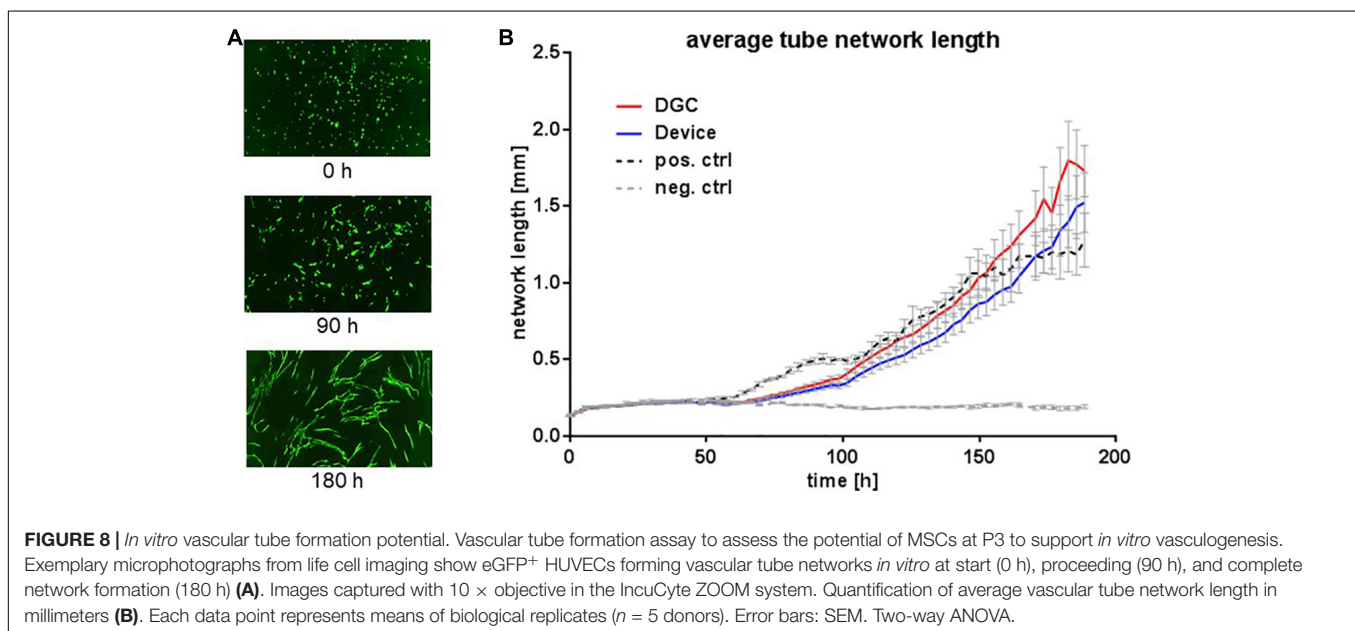 A
0 h
90 h
180 h
B
average tube network length
2.5
2.0
1.5
1.0
0.5
0.0
network length [mm]
DGC
Device
pos. ctrl
neg. ctrl
0 50 100 150 200
time [h]
FIGURE 8 | In vitro vascular tube formation potential. Vascular tube formation assay to assess the potential of MSCs at P3 to support in vitro vasculogenesis.
Exemplary microphotographs from life cell imaging show eGFP⁺ HUVECs forming vascular tube networks in vitro at start (0 h), proceeding (90 h), and complete
network formation (180 h) (A). Images captured with 10 × objective in the IncuCyte ZOOM system. Quantification of average vascular tube network length in
millimeters (B). Each data point represents means of biological replicates (n = 5 donors). Error bars: SEM. Two-way ANOVA.